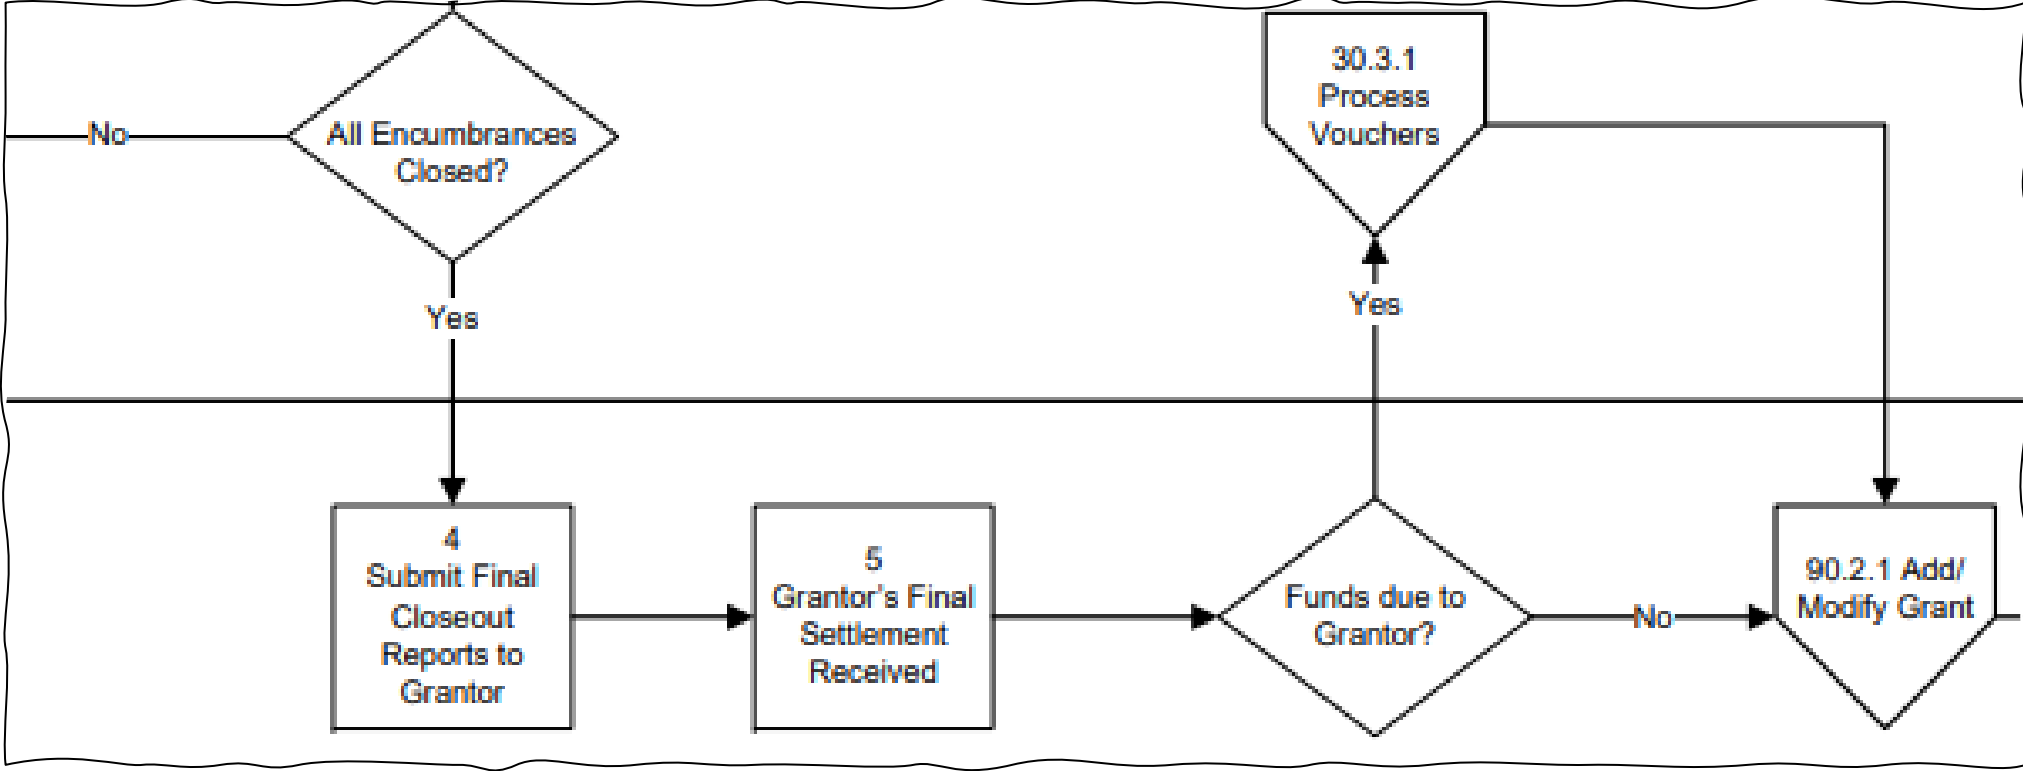 No
All Encumbrances
Closed?
Yes
30.3.1
Process
Vouchers
Yes
4
Submit Final
Closeout
Reports to
Grantor
5
Grantor's Final
Settlement
Received
Funds due to
Grantor?
No
90.2.1 Add/
Modify Grant